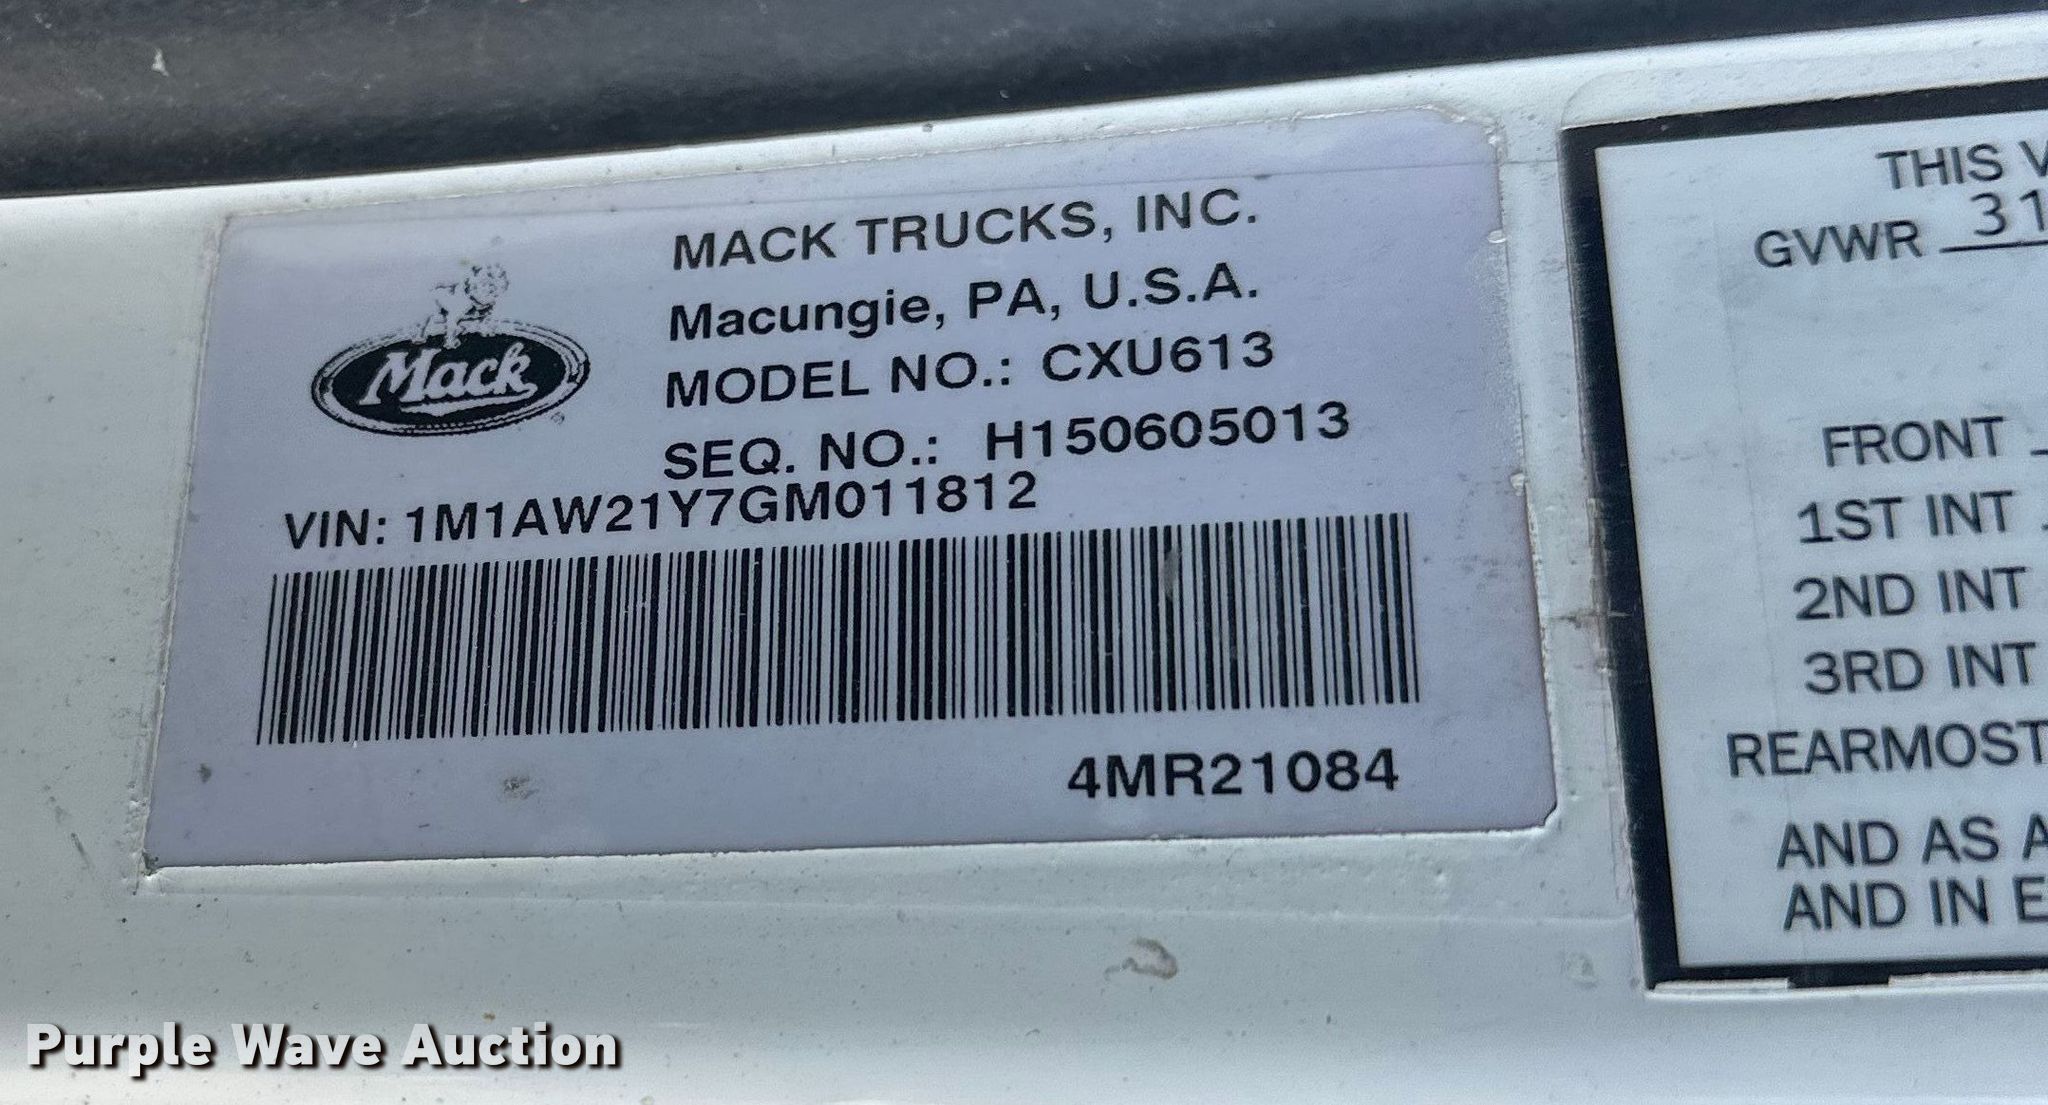 MACK TRUCKS, INC.
Macungie, PA, U.S.A.
Mack
MODEL NO.: CXU613
SEQ. NO.: H150605013
VIN: 1M1AW21Y7GM011812
4MR21084
THIS V
GVWR 31
FRONT
1ST INT
2ND INT
3RD INT
REARMOST
AND AS A
AND IN E
Purple Wave Auction